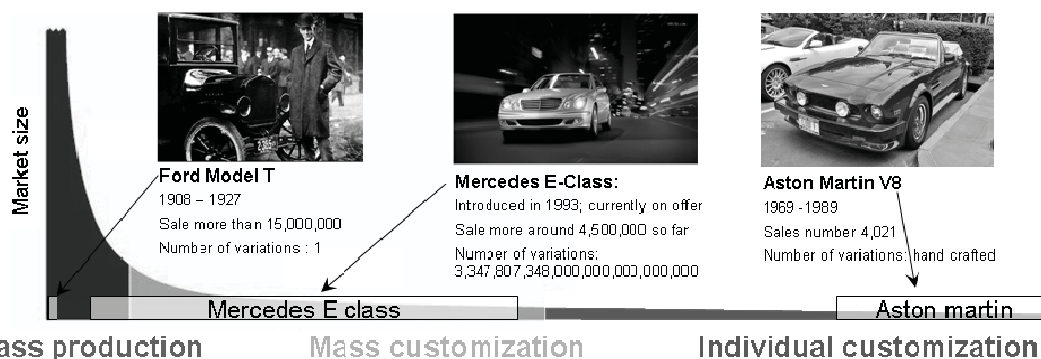 Market size
Ford Model T
1908 – 1927
Sale more than 15,000,000
Number of variations : 1
Mercedes E-Class:
Introduced in 1993; currently on offer
Sale more around 4,500,000 so far
Number of variations:
3,347,807,348,000,000,000,000,000
Aston Martin V8
1969 -1989
Sales number 4,021
Number of variations: hand crafted
Mercedes E class
Aston martin
ass production
Mass customization
Individual customization